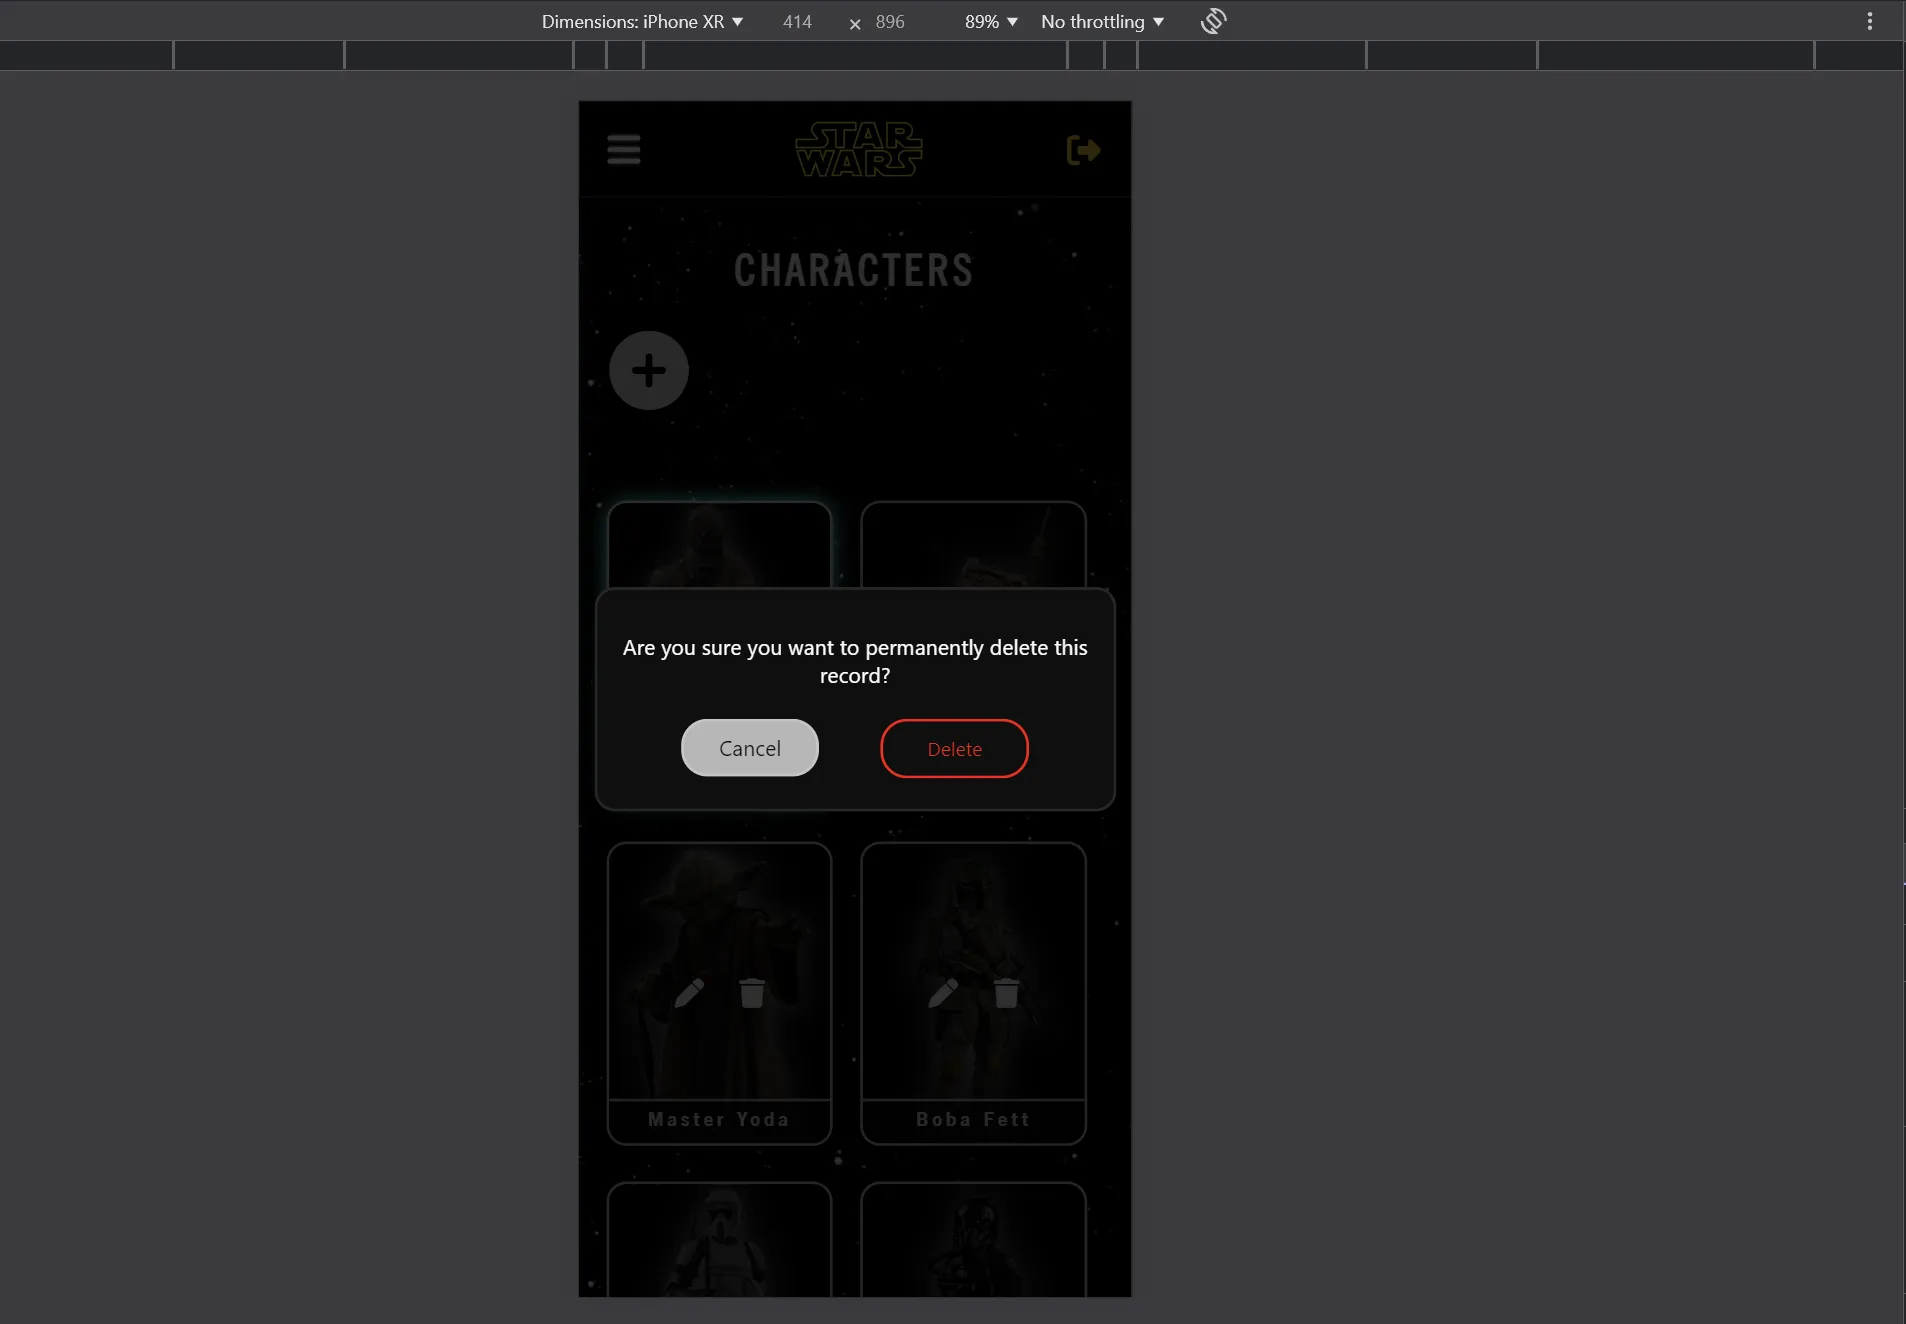 Dimensions: iPhone XR ▼ 414 × 896 89% ▼ No throttling ▼
STAR
WARS
CHARACTERS
Are you sure you want to permanently delete this
record?
Cancel Delete
Master Yoda Boba Fett